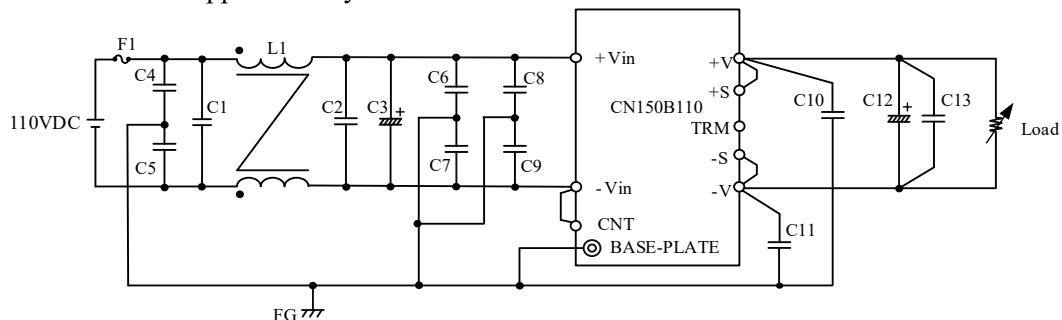 F1
L1
C4
C1
C5
110VDC
C2
C3
+
C6
C7
C8
C9
+Vin
-Vin
CNT
BASE-PLATE
CN150B110
+V
+S
TRM
-S
-V
C10
C11
C12
+
C13
Load
FG